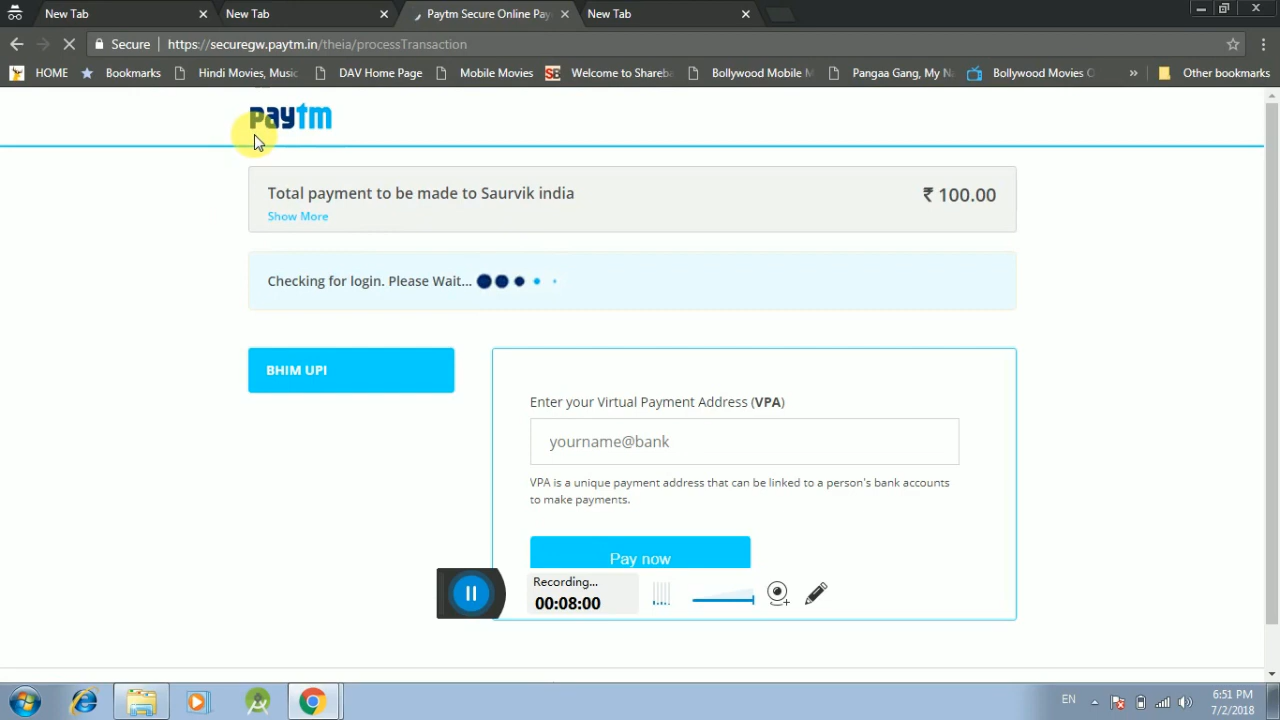 New Tab
New Tab
Paytm Secure Online Pay
New Tab
Secure
https://securegw.paytm.in/theia/processTransaction
HOME
Bookmarks
Hindi Movies, Music
DAV Home Page
Mobile Movies
SB
Welcome to Shareba
Bollywood Mobile M
Pangaa Gang, My Na
Bollywood Movies O
»
Other bookmarks
paytm
Total payment to be made to Saurvik india
₹ 100.00
Show More
Checking for login. Please Wait...
BHIM UPI
Enter your Virtual Payment Address (VPA)
yourname@bank
VPA is a unique payment address that can be linked to a person's bank accounts
to make payments.
Pay now
Recording...
00:08:00
EN
6:51 PM
7/2/2018